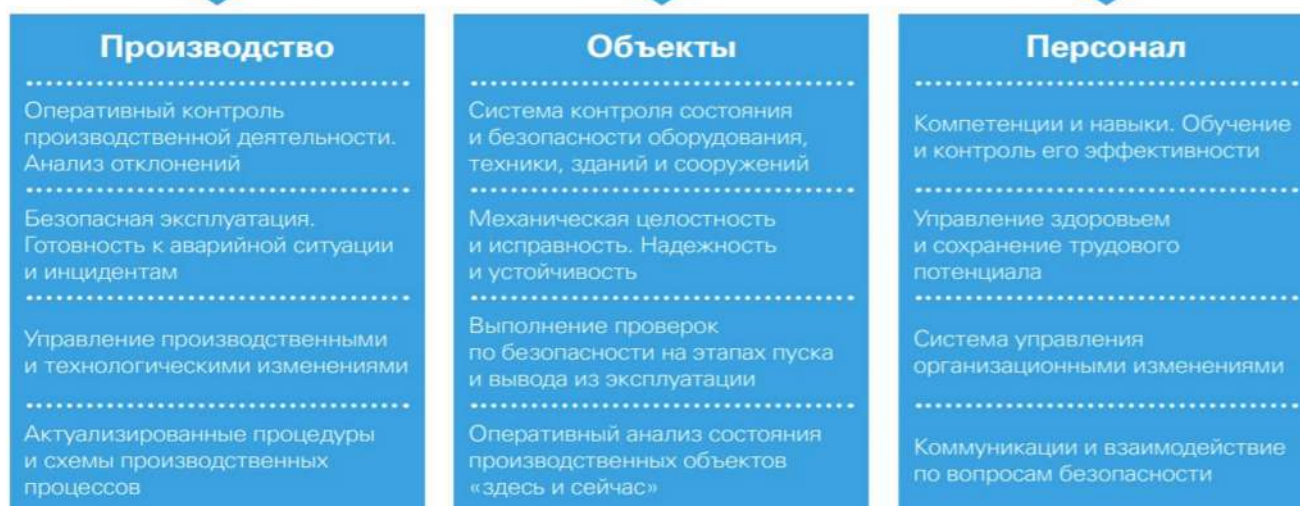 Производство
Оперативный контроль
производственной деятельности.
Анализ отклонений
Безопасная эксплуатация.
Готовность к аварийной ситуации
и инцидентам
Управление производственными
и технологическими изменениями
Актуализированные процедуры
и схемы производственных
процессов
Объекты
Система контроля состояния
и безопасности оборудования,
техники, зданий и сооружений
Механическая целостность
и исправность. Надежность
и устойчивость
Выполнение проверок
по безопасности на этапах пуска
и вывода из эксплуатации
Оперативный анализ состояния
производственных объектов
«здесь и сейчас»
Персонал
Компетенции и навыки. Обучение
и контроль его эффективности
Управление здоровьем
и сохранение трудового
потенциала
Система управления
организационными изменениями
Коммуникации и взаимодействие
по вопросам безопасности